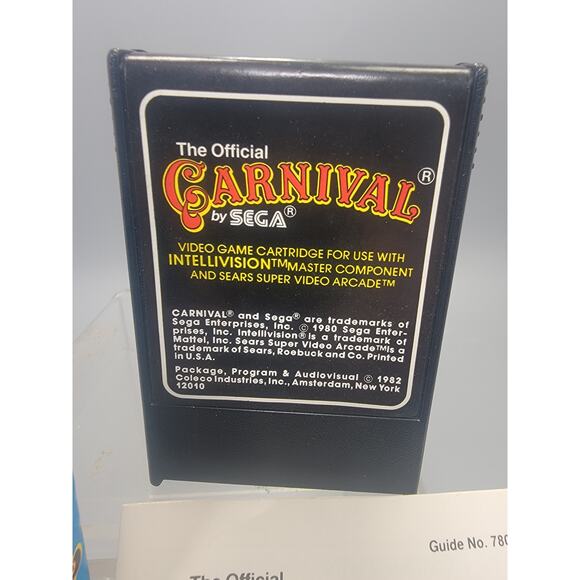 The Official
CARNIVAL®
by SEGA®
VIDEO GAME CARTRIDGE FOR USE WITH
INTELLIVISION™ MASTER COMPONENT
AND SEARS SUPER VIDEO ARCADE™
CARNIVAL® and Sega® are trademarks of
Sega Enterprises, Inc. © 1980 Sega Enter-
prises, Inc. Intellivision® is a trademark of
Mattel, Inc. Sears Super Video Arcade™ is a
trademark of Sears, Roebuck and Co. Printed
in U.S.A.
Package, Program & Audiovisual © 1982
Coleco Industries, Inc., Amsterdam, New York
12010
Guide No. 780
The Official